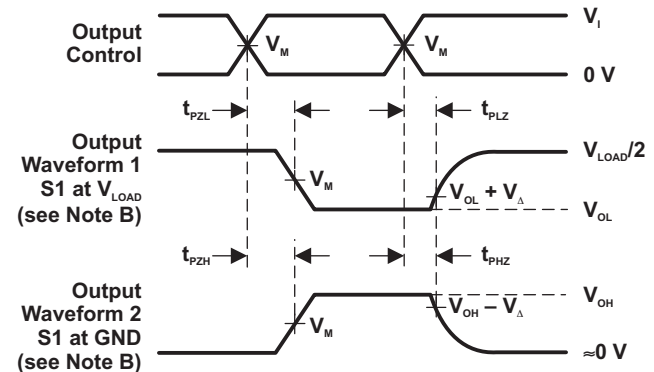 Output
Control
V_M
V_M
V_I
0 V
t_PZL
t_PLZ
Output
Waveform 1
S1 at V_LOAD
(see Note B)
V_M
V_OL + V_Δ
V_LOAD/2
V_OL
t_PZH
t_PHZ
Output
Waveform 2
S1 at GND
(see Note B)
V_M
V_OH – V_Δ
V_OH
≈0 V